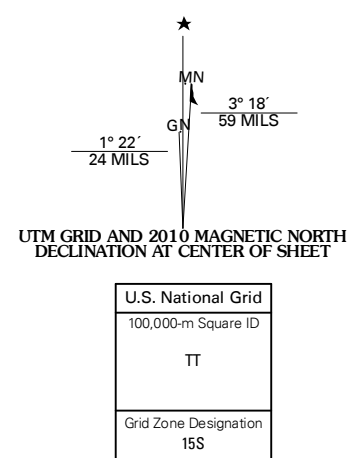 ★
MN
GN
3° 18´
59 MILS
1° 22´
24 MILS
UTM GRID AND 2010 MAGNETIC NORTH
DECLINATION AT CENTER OF SHEET
U.S. National Grid
100,000-m Square ID
TT
Grid Zone Designation
15S